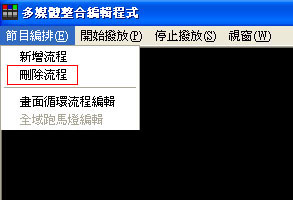 多媒體整合編輯程式
節目編排(E) 開始撥放(P) 停止撥放(S) 視窗(W)
新增流程
刪除流程
畫面循環流程編輯
全域跑馬燈編輯